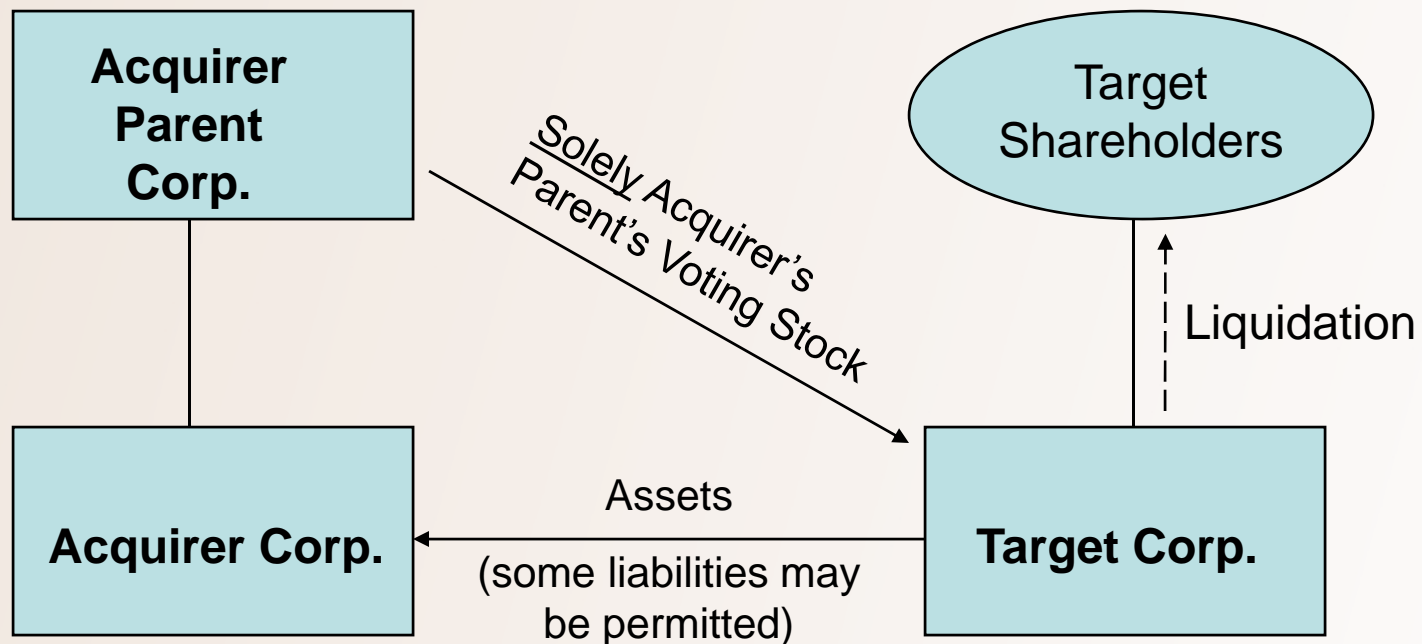 Acquirer
Parent
Corp.
Solely Acquirer's
Parent's Voting Stock
Target
Shareholders
Liquidation
Acquirer Corp.
Assets
(some liabilities may
be permitted)
Target Corp.